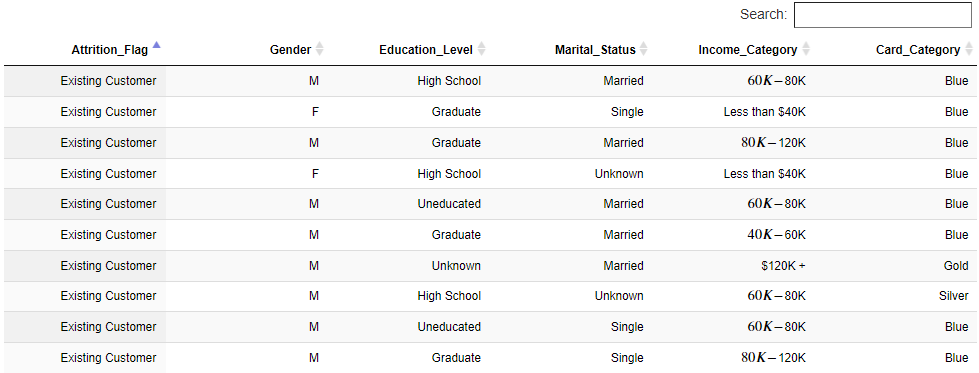 Search:
Attrition_Flag Gender Education_Level Marital_Status Income_Category Card_Category
Existing Customer M High School Married 60K–80K Blue
Existing Customer F Graduate Single Less than $40K Blue
Existing Customer M Graduate Married 80K–120K Blue
Existing Customer F High School Unknown Less than $40K Blue
Existing Customer M Uneducated Married 60K–80K Blue
Existing Customer M Graduate Married 40K–60K Blue
Existing Customer M Unknown Married $120K + Gold
Existing Customer M High School Unknown 60K–80K Silver
Existing Customer M Uneducated Single 60K–80K Blue
Existing Customer M Graduate Single 80K–120K Blue